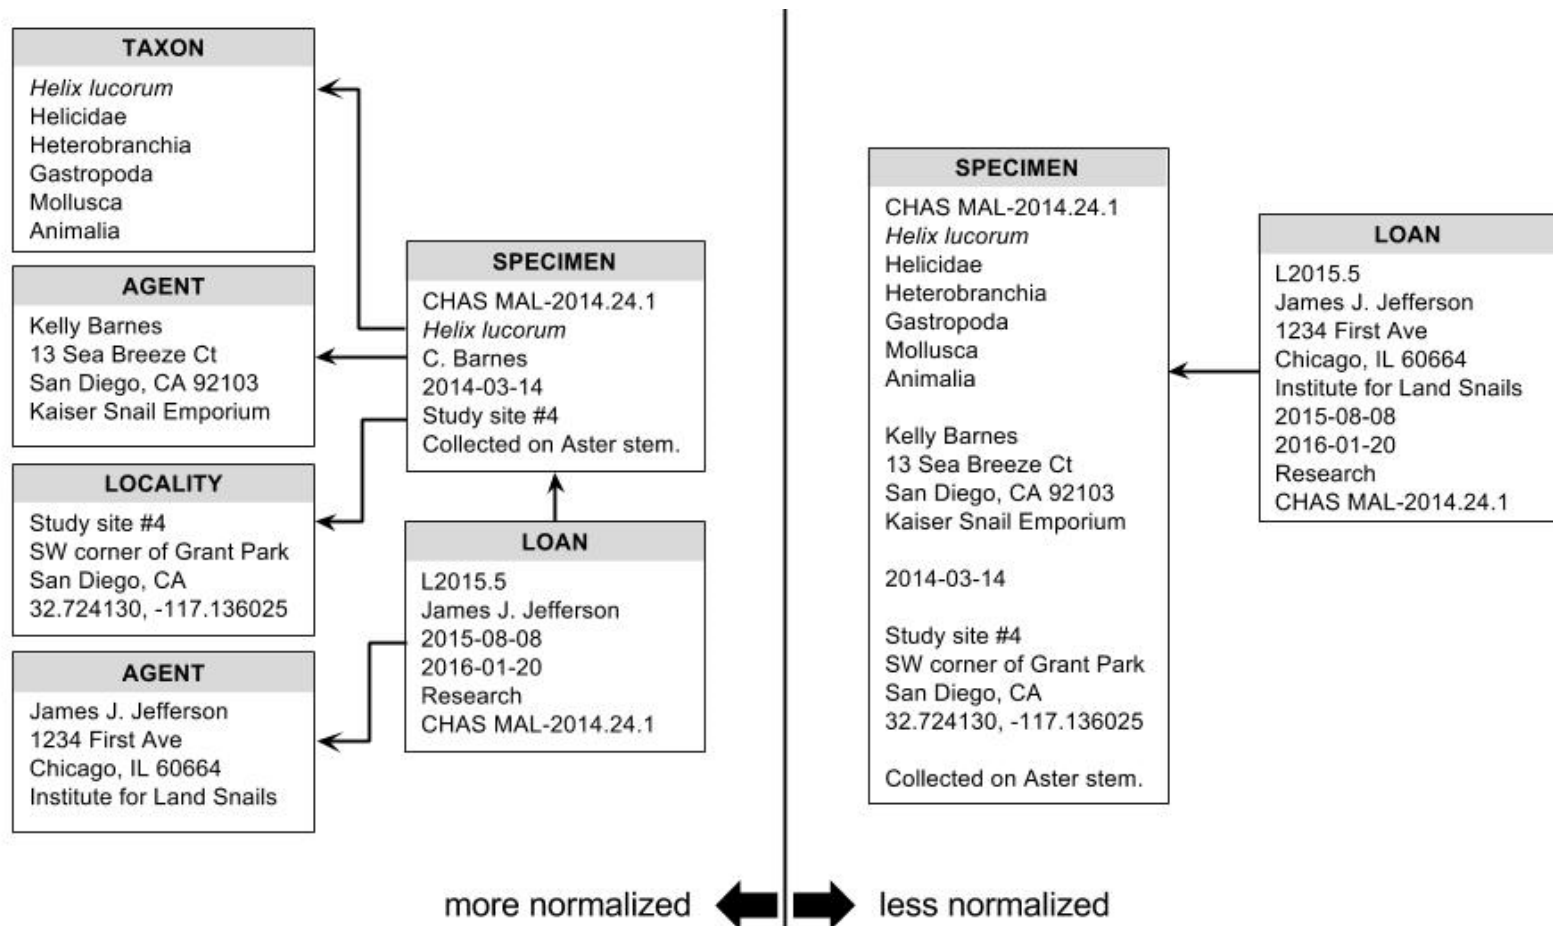 TAXON
Helix lucorum
Helicidae
Heterobranchia
Gastropoda
Mollusca
Animalia
AGENT
Kelly Barnes
13 Sea Breeze Ct
San Diego, CA 92103
Kaiser Snail Emporium
LOCALITY
Study site #4
SW corner of Grant Park
San Diego, CA
32.724130, -117.136025
AGENT
James J. Jefferson
1234 First Ave
Chicago, IL 60664
Institute for Land Snails
SPECIMEN
CHAS MAL-2014.24.1
Helix lucorum
C. Barnes
2014-03-14
Study site #4
Collected on Aster stem.
LOAN
L2015.5
James J. Jefferson
2015-08-08
2016-01-20
Research
CHAS MAL-2014.24.1
more normalized
SPECIMEN
CHAS MAL-2014.24.1
Helix lucorum
Helicidae
Heterobranchia
Gastropoda
Mollusca
Animalia
Kelly Barnes
13 Sea Breeze Ct
San Diego, CA 92103
Kaiser Snail Emporium
2014-03-14
Study site #4
SW corner of Grant Park
San Diego, CA
32.724130, -117.136025
Collected on Aster stem.
LOAN
L2015.5
James J. Jefferson
1234 First Ave
Chicago, IL 60664
Institute for Land Snails
2015-08-08
2016-01-20
Research
CHAS MAL-2014.24.1
less normalized